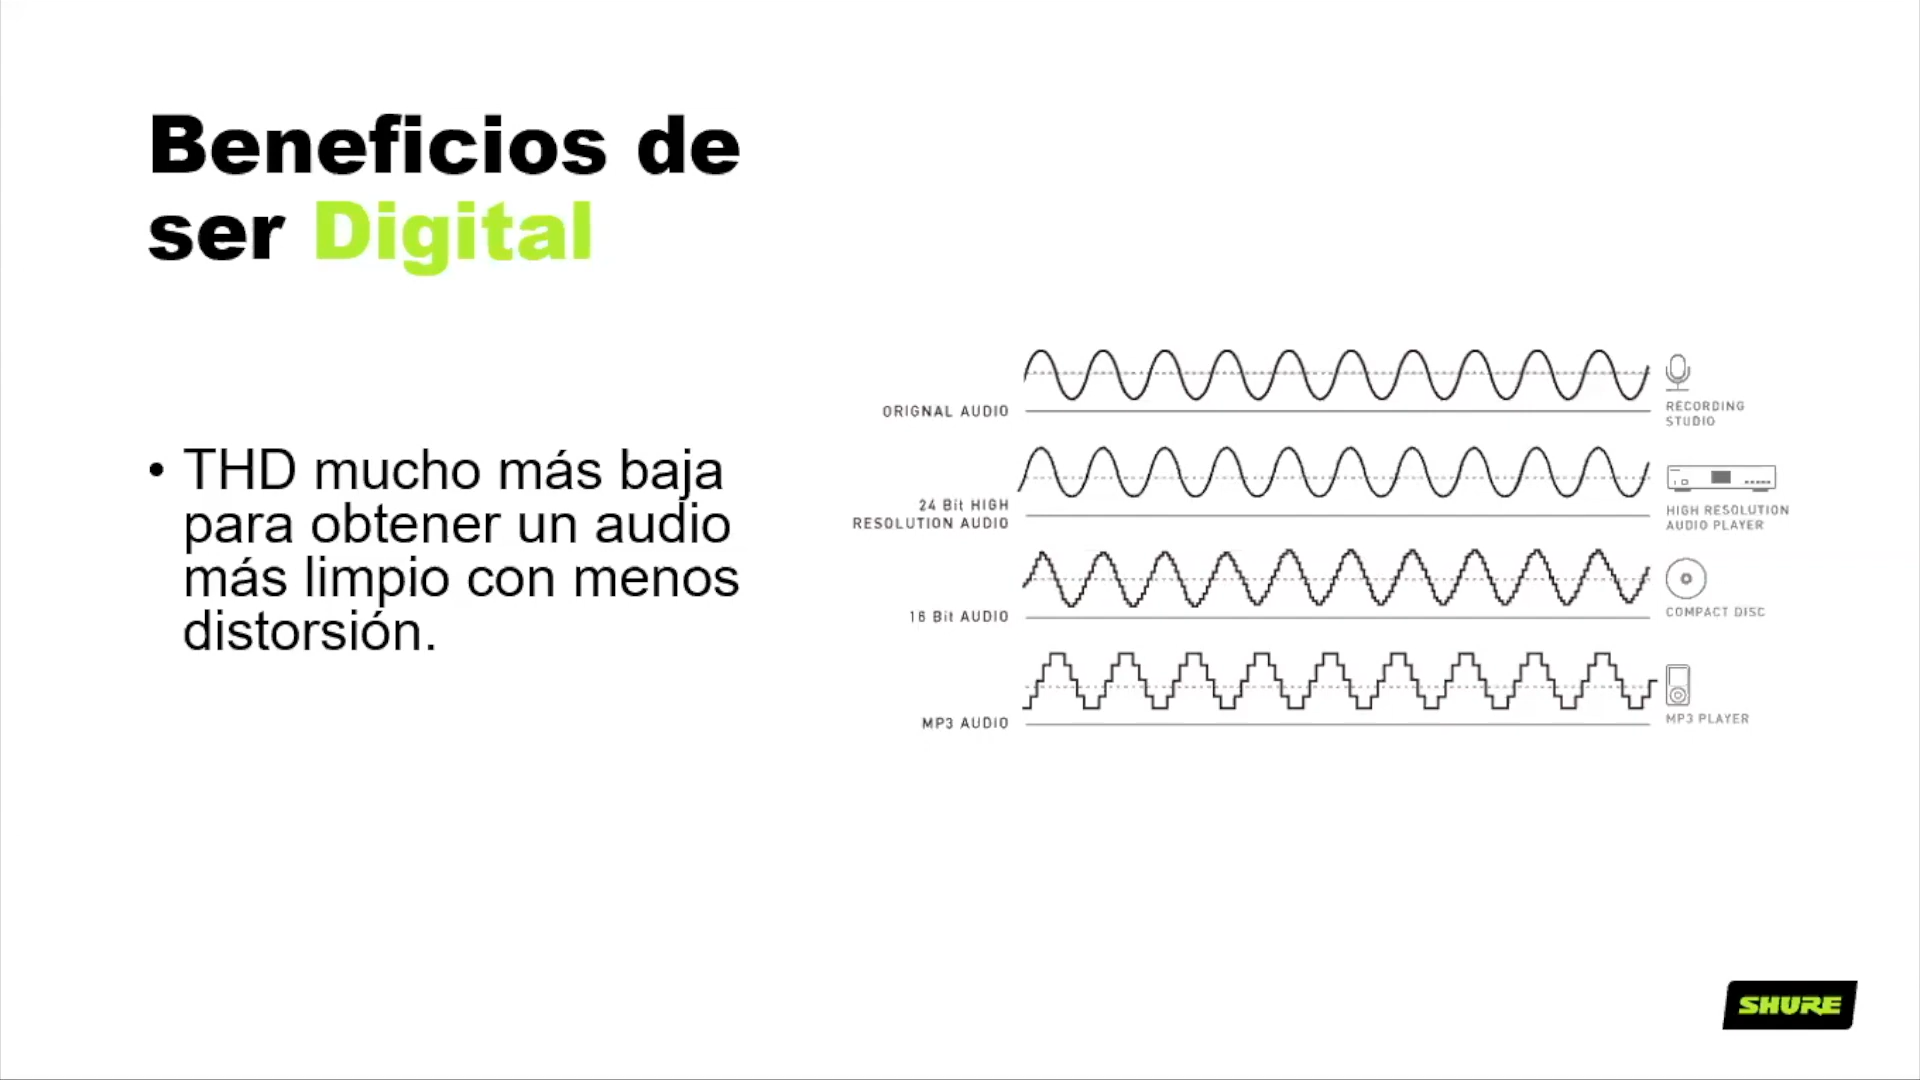 Beneficios de
ser Digital
• THD mucho más baja
para obtener un audio
más limpio con menos
distorsión.
ORIGNAL AUDIO
RECORDING
STUDIO
24 Bit HIGH
RESOLUTION AUDIO
HIGH RESOLUTION
AUDIO PLAYER
16 Bit AUDIO
COMPACT DISC
MP3 AUDIO
MP3 PLAYER
SHURE